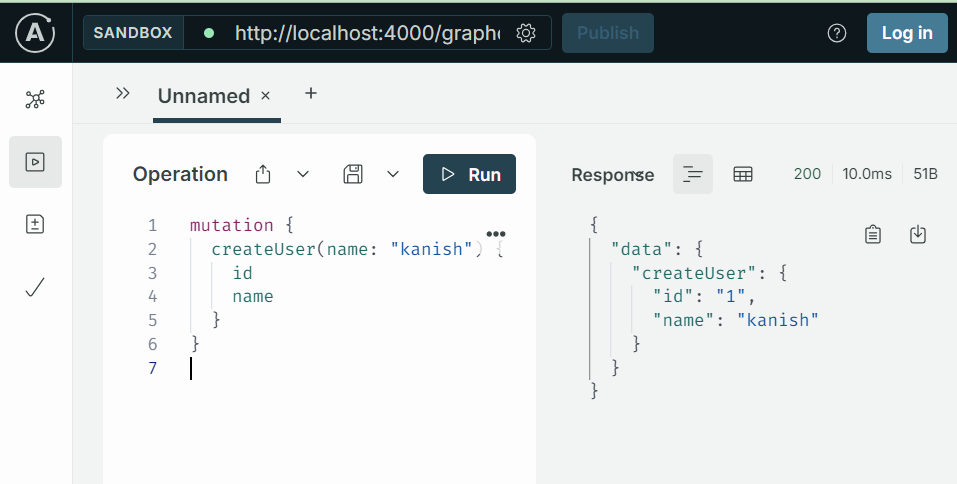 SANDBOX http://localhost:4000/graph Publish Log in
Unnamed × +
Operation Run
1 mutation {
2 createUser(name: "kanish") {
3 id
4 name
5 }
6 }
7
Response 200 10.0ms 51B
{
"data": {
"createUser": {
"id": "1",
"name": "kanish"
}
}
}